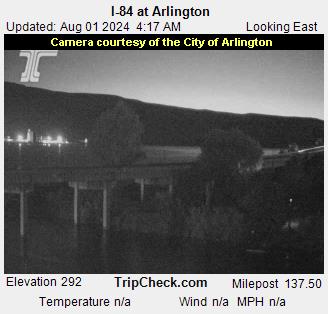 I-84 at Arlington
Updated: Aug 01 2024 4:17 AM Looking East
Camera courtesy of the City of Arlington
Elevation 292 TripCheck.com Milepost 137.50
Temperature n/a Wind n/a MPH n/a